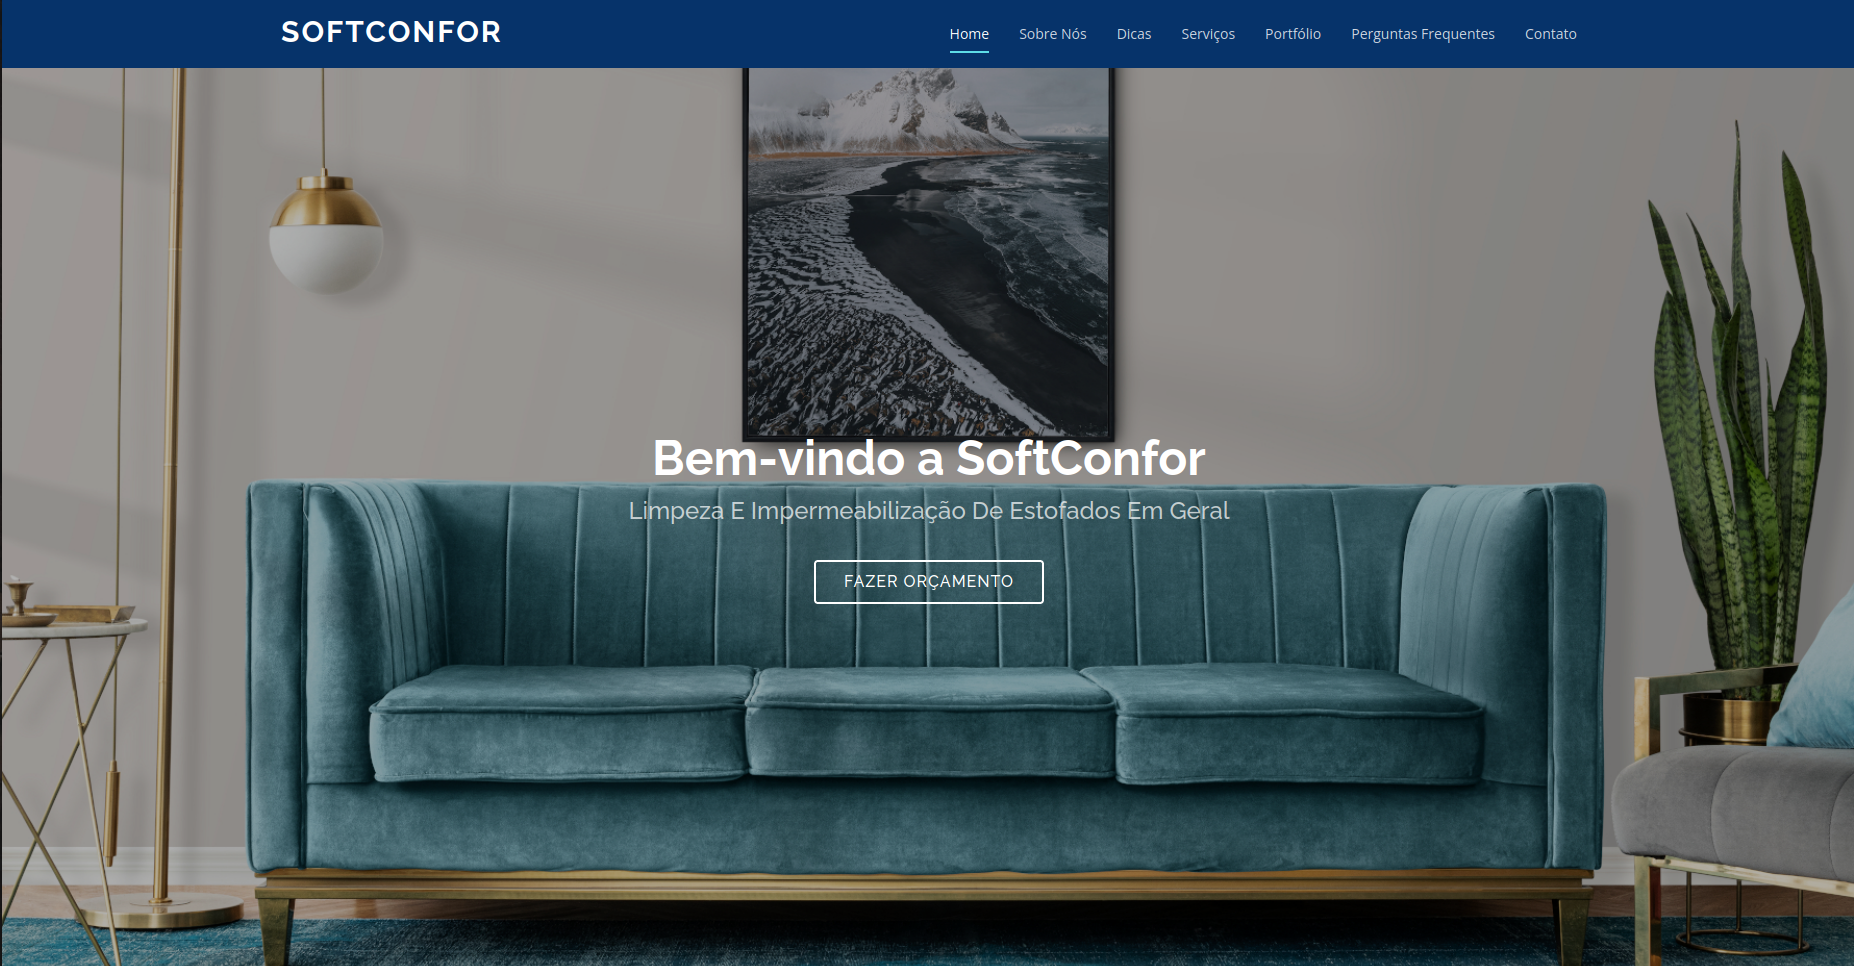 SOFTCONFOR
Home Sobre Nós Dicas Serviços Portfólio Perguntas Frequentes Contato
Bem-vindo a SoftConfor
Limpeza E Impermeabilização De Estofados Em Geral
FAZER ORÇAMENTO